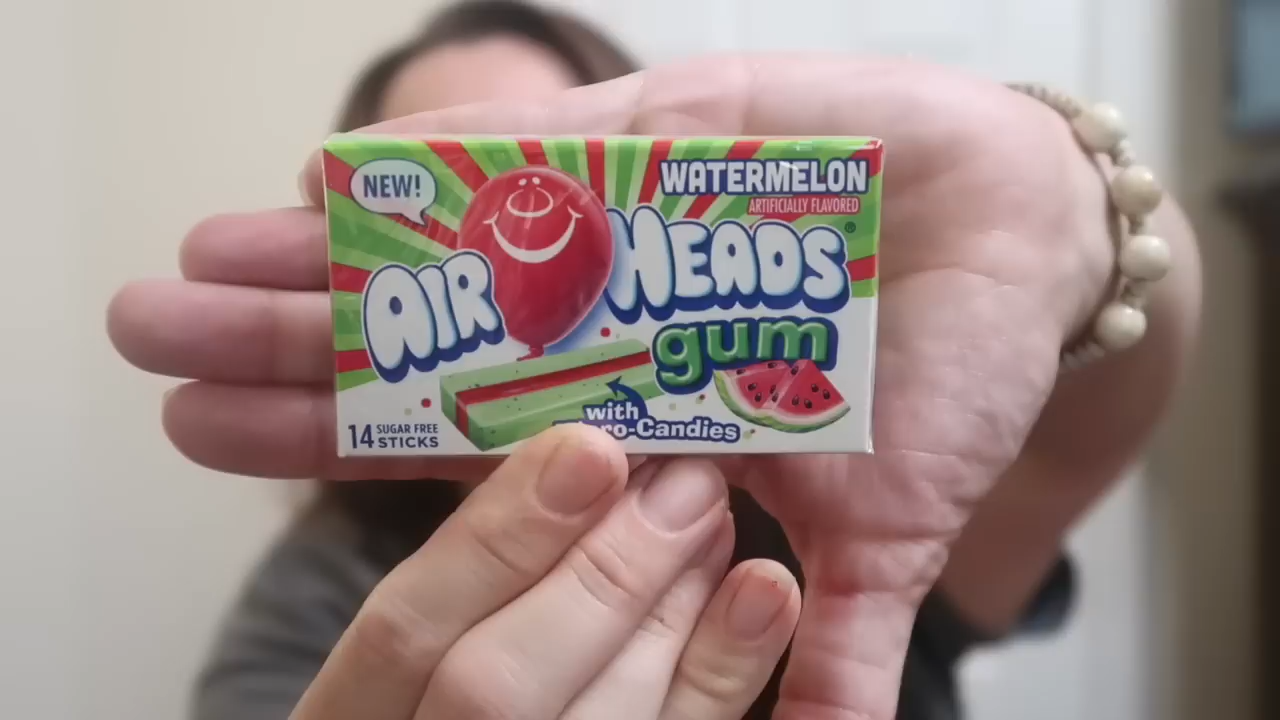 NEW!
WATERMELON
ARTIFICIALLY FLAVORED
AIRHEADS®
gum
with
-Candies
14 SUGAR FREE
STICKS